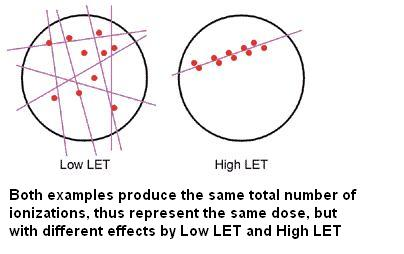 Low LET
High LET
Both examples produce the same total number of
ionizations, thus represent the same dose, but
with different effects by Low LET and High LET